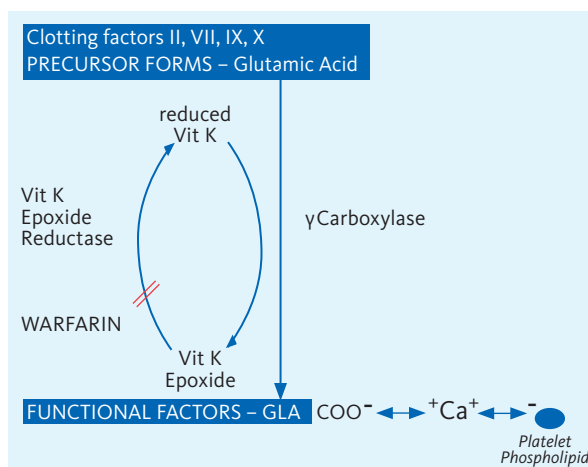 Clotting factors II, VII, IX, X
PRECURSOR FORMS – Glutamic Acid
reduced
Vit K
Vit K
Epoxide
Reductase
γCarboxylase
WARFARIN
Vit K
Epoxide
FUNCTIONAL FACTORS – GLA COO⁻ ⁺Ca⁺ ⁻
Platelet
Phospholipid